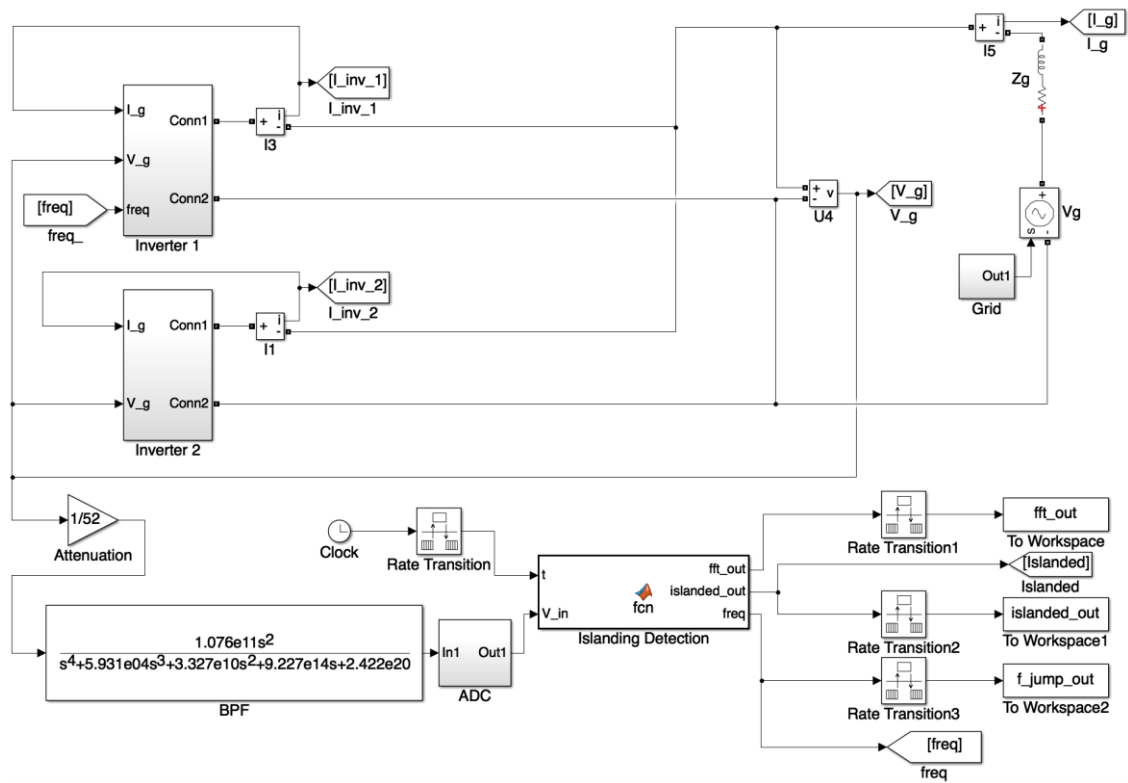 [I_g]
I_g
+
i
-
I5
Zg
+
[I_inv_1]
I_inv_1
I_g
Conn1
+
i
-
I3
V_g
Conn2
[freq]
freq
freq_
Inverter 1
+
-
v
U4
[V_g]
V_g
+
Vg
S
-
Out1
Grid
[I_inv_2]
I_inv_2
I_g
Conn1
+
i
-
I1
V_g
Conn2
Inverter 2
1/52
Attenuation
Clock
Rate Transition
Rate Transition1
fft_out
To Workspace
[Islanded]
Islanded
t
V_in
fcn
fft_out
islanded_out
freq
Islanding Detection
Rate Transition2
islanded_out
To Workspace1
1.076e11s²
s⁴+5.931e04s³+3.327e10s²+9.227e14s+2.422e20
BPF
In1
Out1
ADC
Rate Transition3
f_jump_out
To Workspace2
[freq]
freq